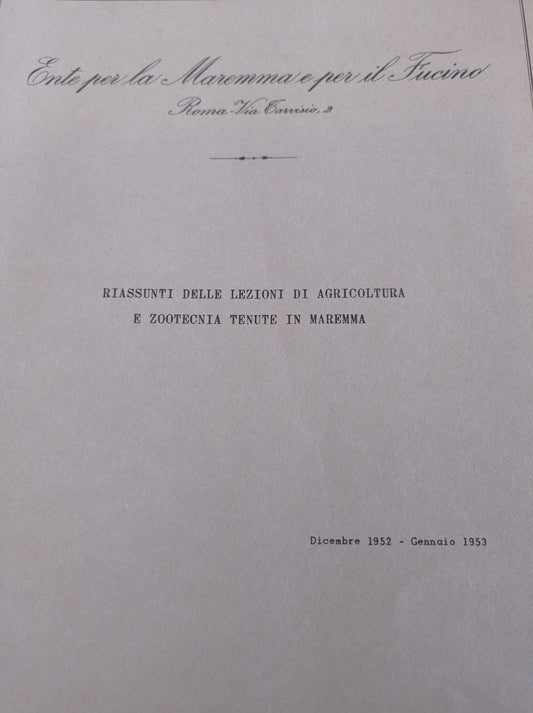 Ente per la Maremma e per il Fucino
Roma - Via Tarvisio, 2
RIASSUNTI DELLE LEZIONI DI AGRICOLTURA
E ZOOTECNIA TENUTE IN MAREMMA
Dicembre 1952 - Gennaio 1953